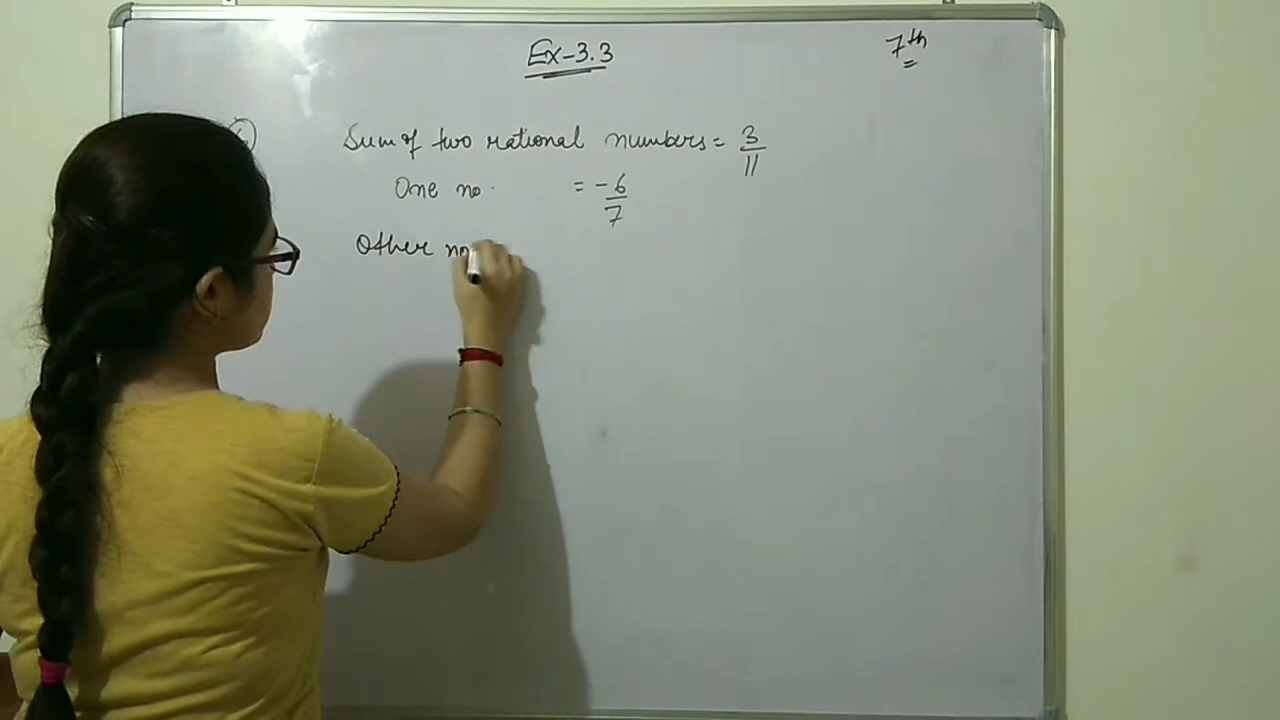 Ex-3.3
7th
Sum of two rational numbers = 3/11
One no. = -6/7
Other no